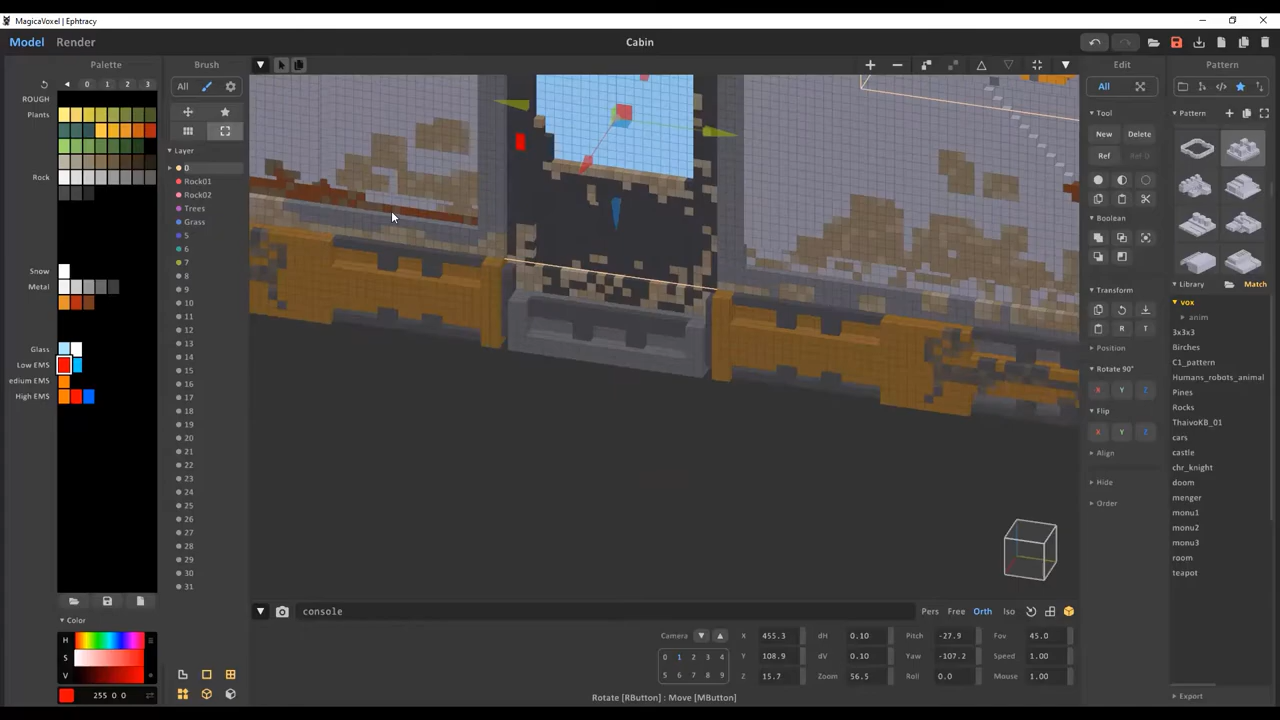 MagicaVoxel | Ephtracy
Model Render Cabin
Palette Brush Edit Pattern
0 1 2 3 All All
ROUGH
Plants
Rock
Snow
Metal
Glass
Low EMS
edium EMS
High EMS
Color
H
S
V
255 0 0
Layer
0
Rock01
Rock02
Trees
Grass
5
6
7
8
9
10
11
12
13
14
15
16
17
18
19
20
21
22
23
24
25
26
27
28
29
30
31
console
Pers Free Orth Iso
Camera X 455.3 dH 0.10 Pitch -27.9 Fov 45.0
0 1 2 3 4 Y 108.9 dV 0.10 Yaw -107.2 Speed 1.00
5 6 7 8 9 Z 15.7 Zoom 56.5 Roll 0.0 Mouse 1.00
Rotate [RButton] : Move [MButton]
Tool
New Delete
Ref Ref D
Boolean
Transform
R T
Position
Rotate 90°
X Y Z
Flip
X Y Z
Align
Hide
Order
Pattern
Library Match
vox
anim
3x3x3
Birches
C1_pattern
Humans_robots_animal
Pines
Rocks
ThaivoKB_01
cars
castle
chr_knight
doom
menger
monu1
monu2
monu3
room
teapot
Export